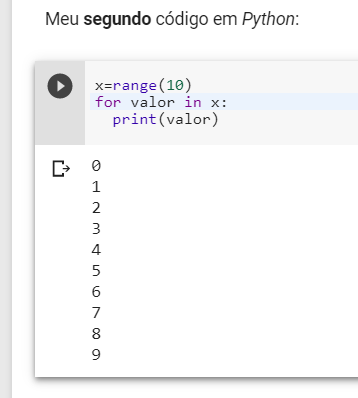 Meu segundo código em Python:
x=range(10)
for valor in x:
  print(valor)
0
1
2
3
4
5
6
7
8
9